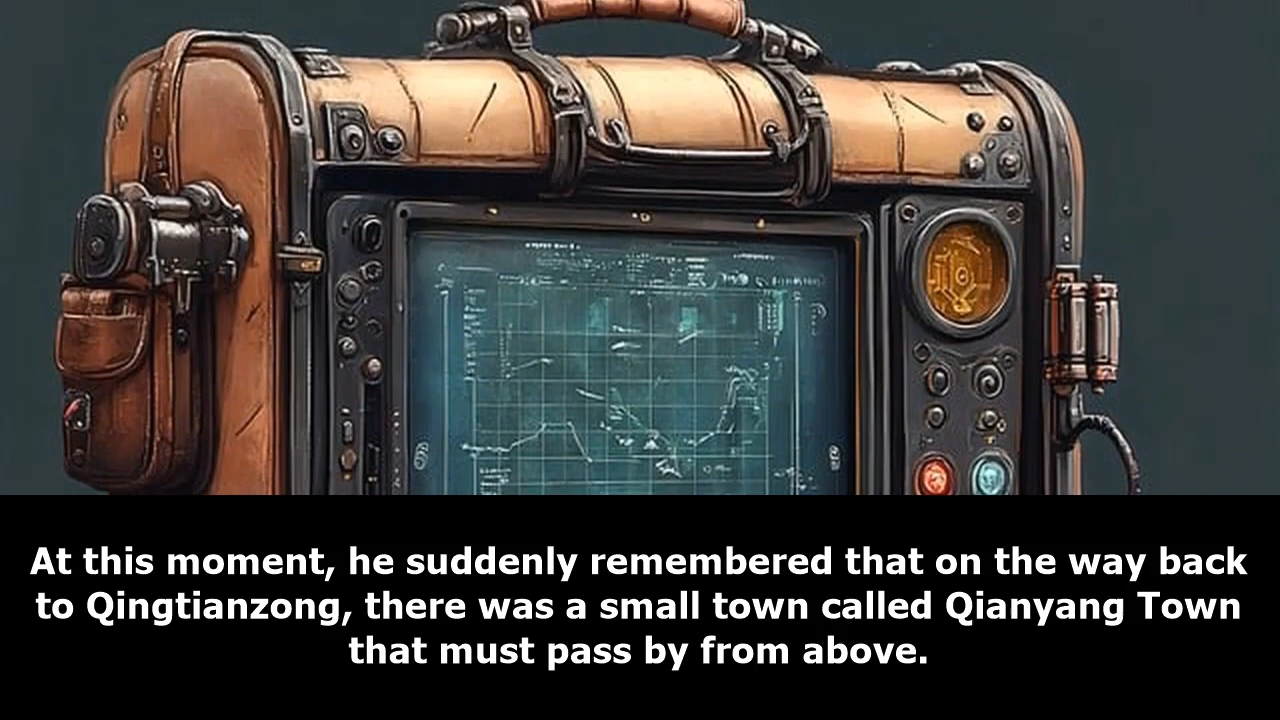 At this moment, he suddenly remembered that on the way back
to Qingtianzong, there was a small town called Qianyang Town
that must pass by from above.